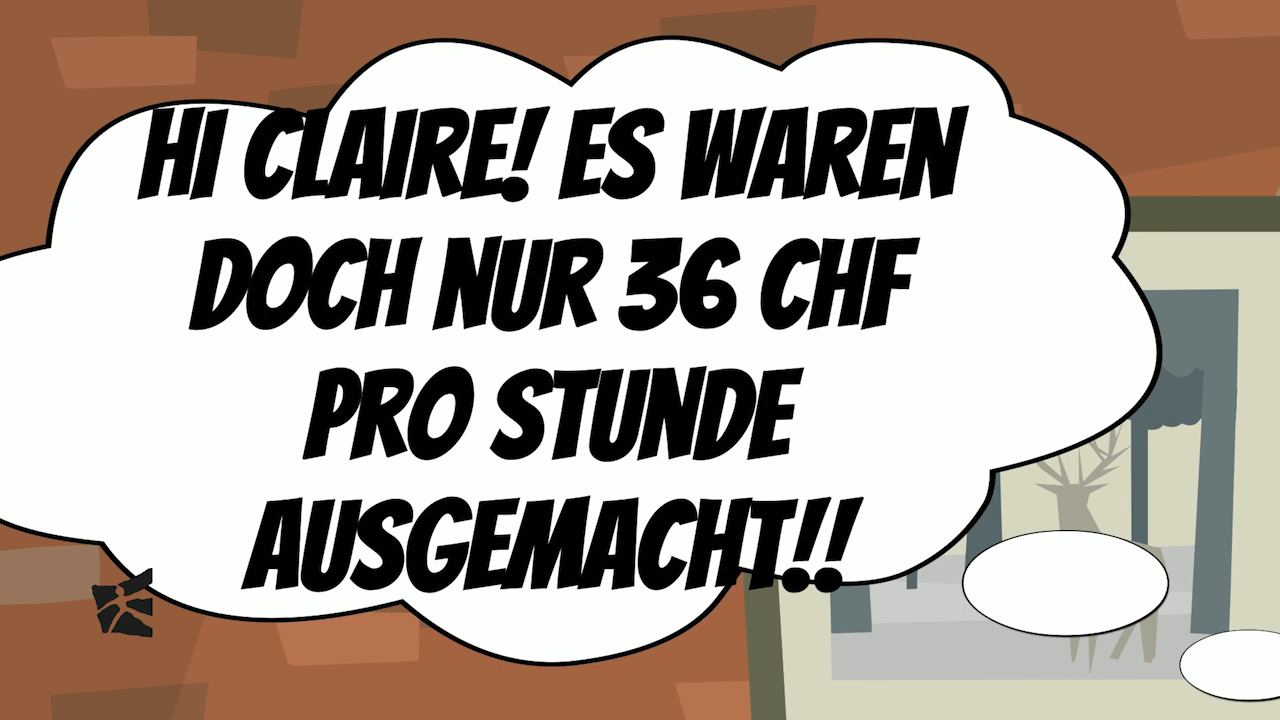 HI CLAIRE! ES WAREN
DOCH NUR 36 CHF
PRO STUNDE
AUSGEMACHT!!